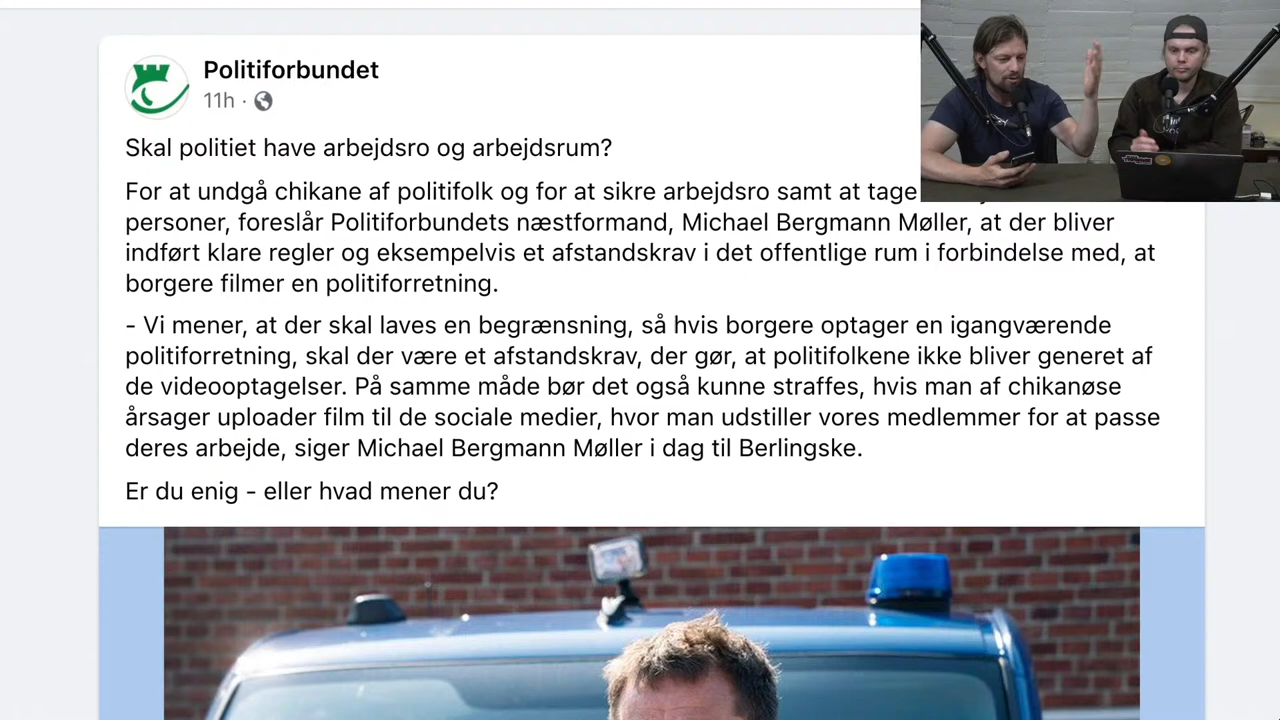 Politiforbundet
11h ·
Skal politiet have arbejdsro og arbejdsrum?
For at undgå chikane af politifolk og for at sikre arbejdsro samt at tage
personer, foreslår Politiforbundets næstformand, Michael Bergmann Møller, at der bliver
indført klare regler og eksempelvis et afstandskrav i det offentlige rum i forbindelse med, at
borgere filmer en politiforretning.
- Vi mener, at der skal laves en begrænsning, så hvis borgere optager en igangværende
politiforretning, skal der være et afstandskrav, der gør, at politifolkene ikke bliver generet af
de videooptagelser. På samme måde bør det også kunne straffes, hvis man af chikanøse
årsager uploader film til de sociale medier, hvor man udstiller vores medlemmer for at passe
deres arbejde, siger Michael Bergmann Møller i dag til Berlingske.
Er du enig - eller hvad mener du?